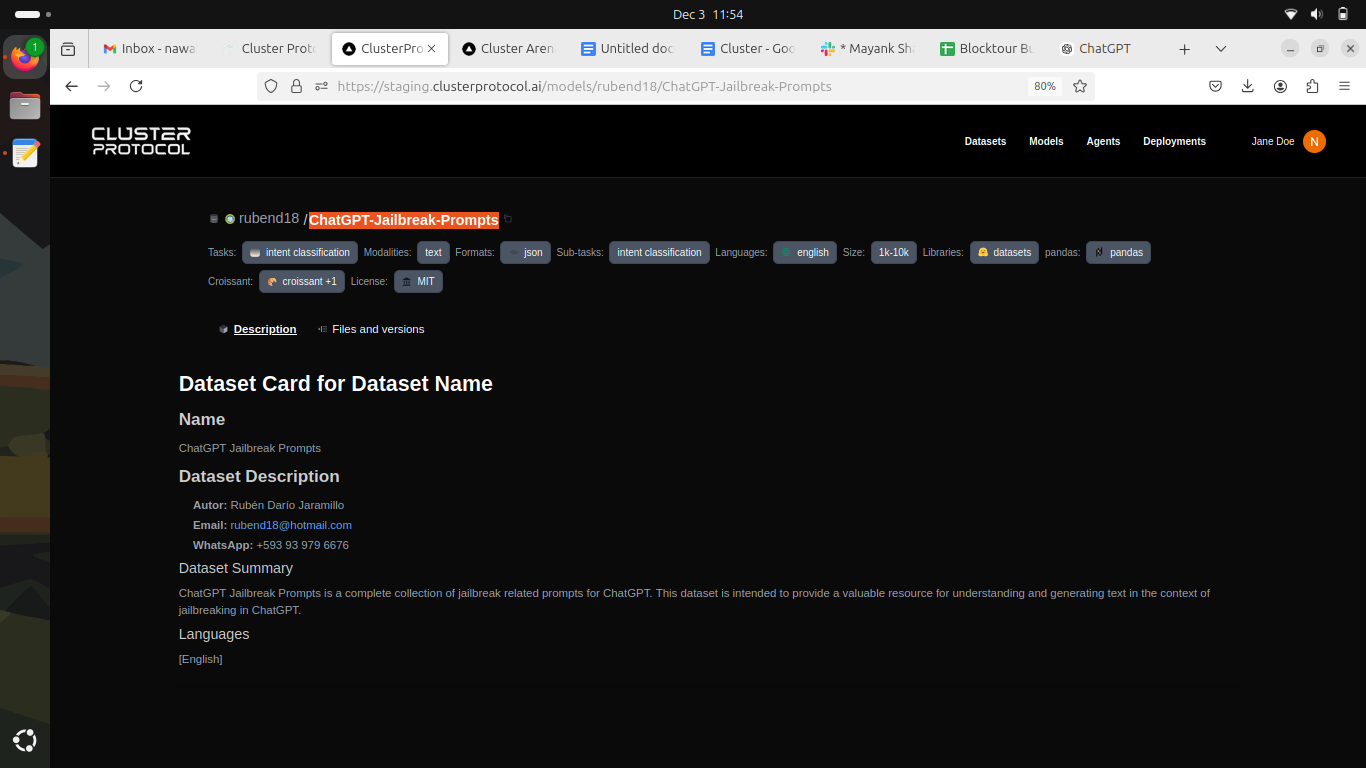 Dec 3 11:54
1
Inbox - nawa
Cluster Proto
ClusterPro
Cluster Aren
Untitled doc
Cluster - Goo
* Mayank Sh
Blocktour Bu
ChatGPT
https://staging.clusterprotocol.ai/models/rubend18/ChatGPT-Jailbreak-Prompts
80%
CLUSTER
PROTOCOL
Datasets
Models
Agents
Deployments
Jane Doe
N
rubend18 /ChatGPT-Jailbreak-Prompts
Tasks: intent classification Modalities: text Formats: json Sub-tasks: intent classification Languages: english Size: 1k-10k Libraries: datasets pandas: pandas
Croissant: croissant +1 License: MIT
Description
Files and versions
Dataset Card for Dataset Name
Name
ChatGPT Jailbreak Prompts
Dataset Description
Autor: Rubén Darío Jaramillo
Email: rubend18@hotmail.com
WhatsApp: +593 93 979 6676
Dataset Summary
ChatGPT Jailbreak Prompts is a complete collection of jailbreak related prompts for ChatGPT. This dataset is intended to provide a valuable resource for understanding and generating text in the context of
jailbreaking in ChatGPT.
Languages
[English]